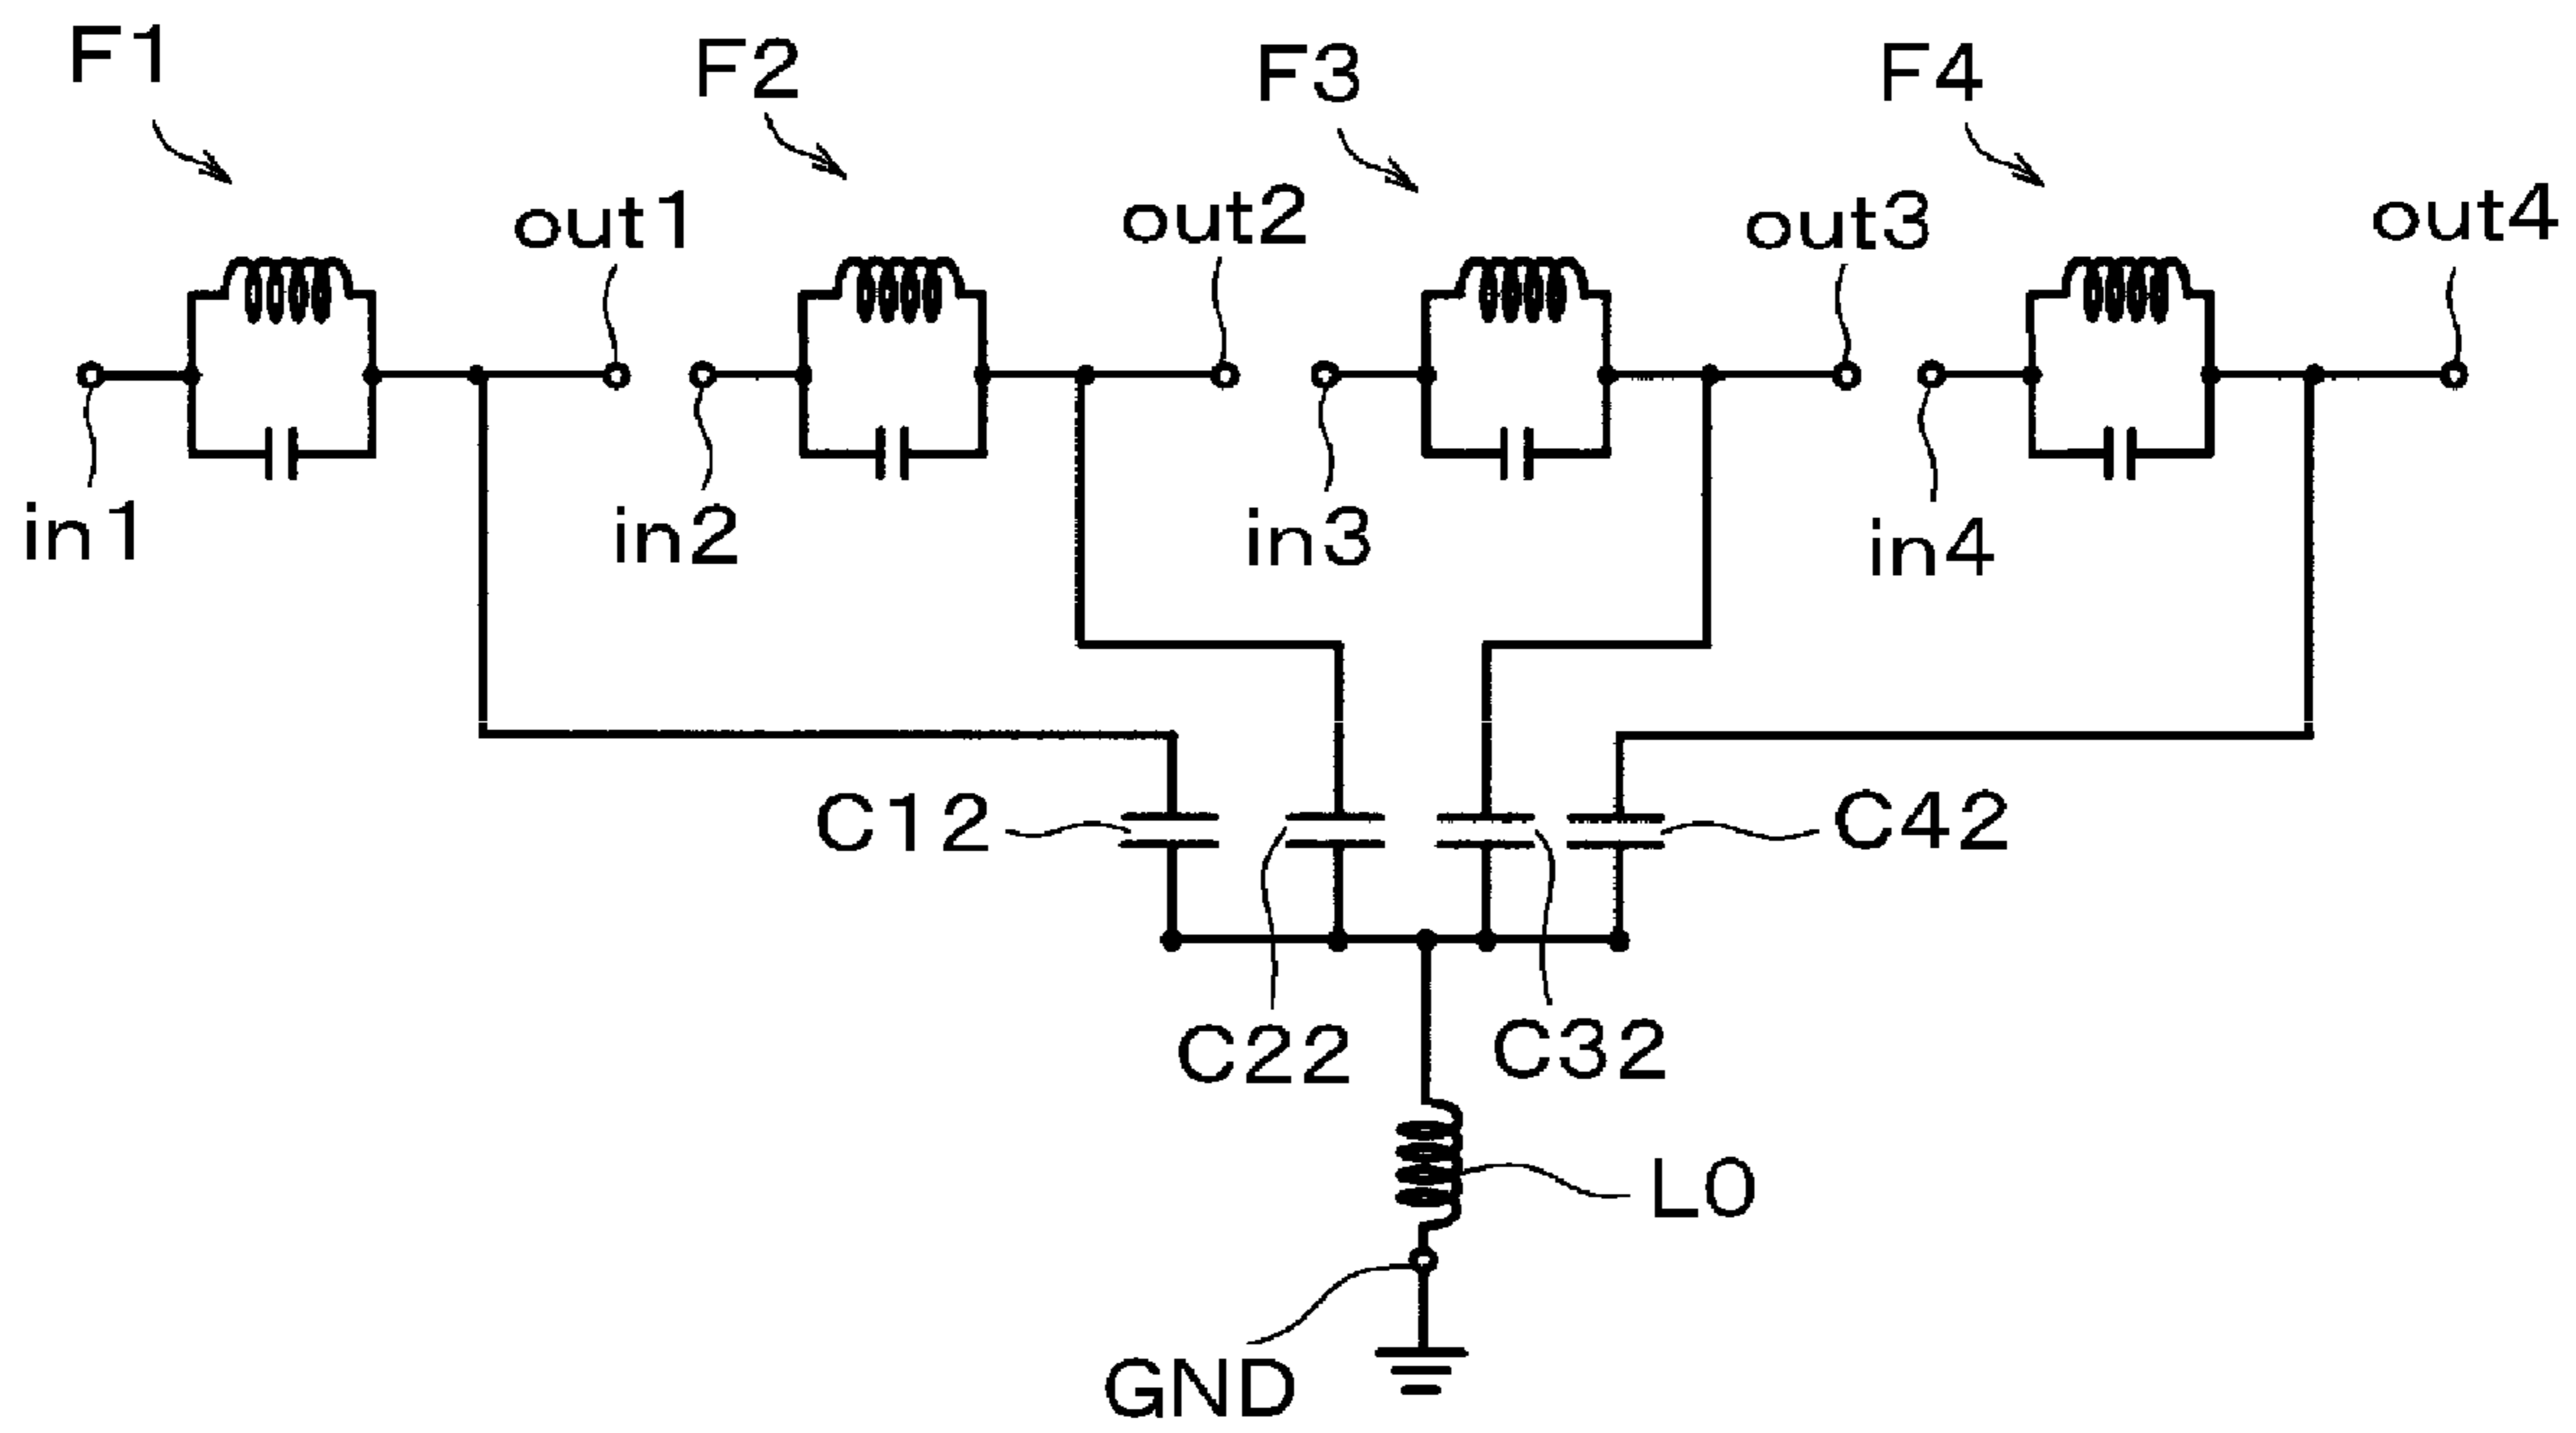 F1
F2
F3
F4
out1
out2
out3
out4
in1
in2
in3
in4
C12
C42
C22
C32
L0
GND